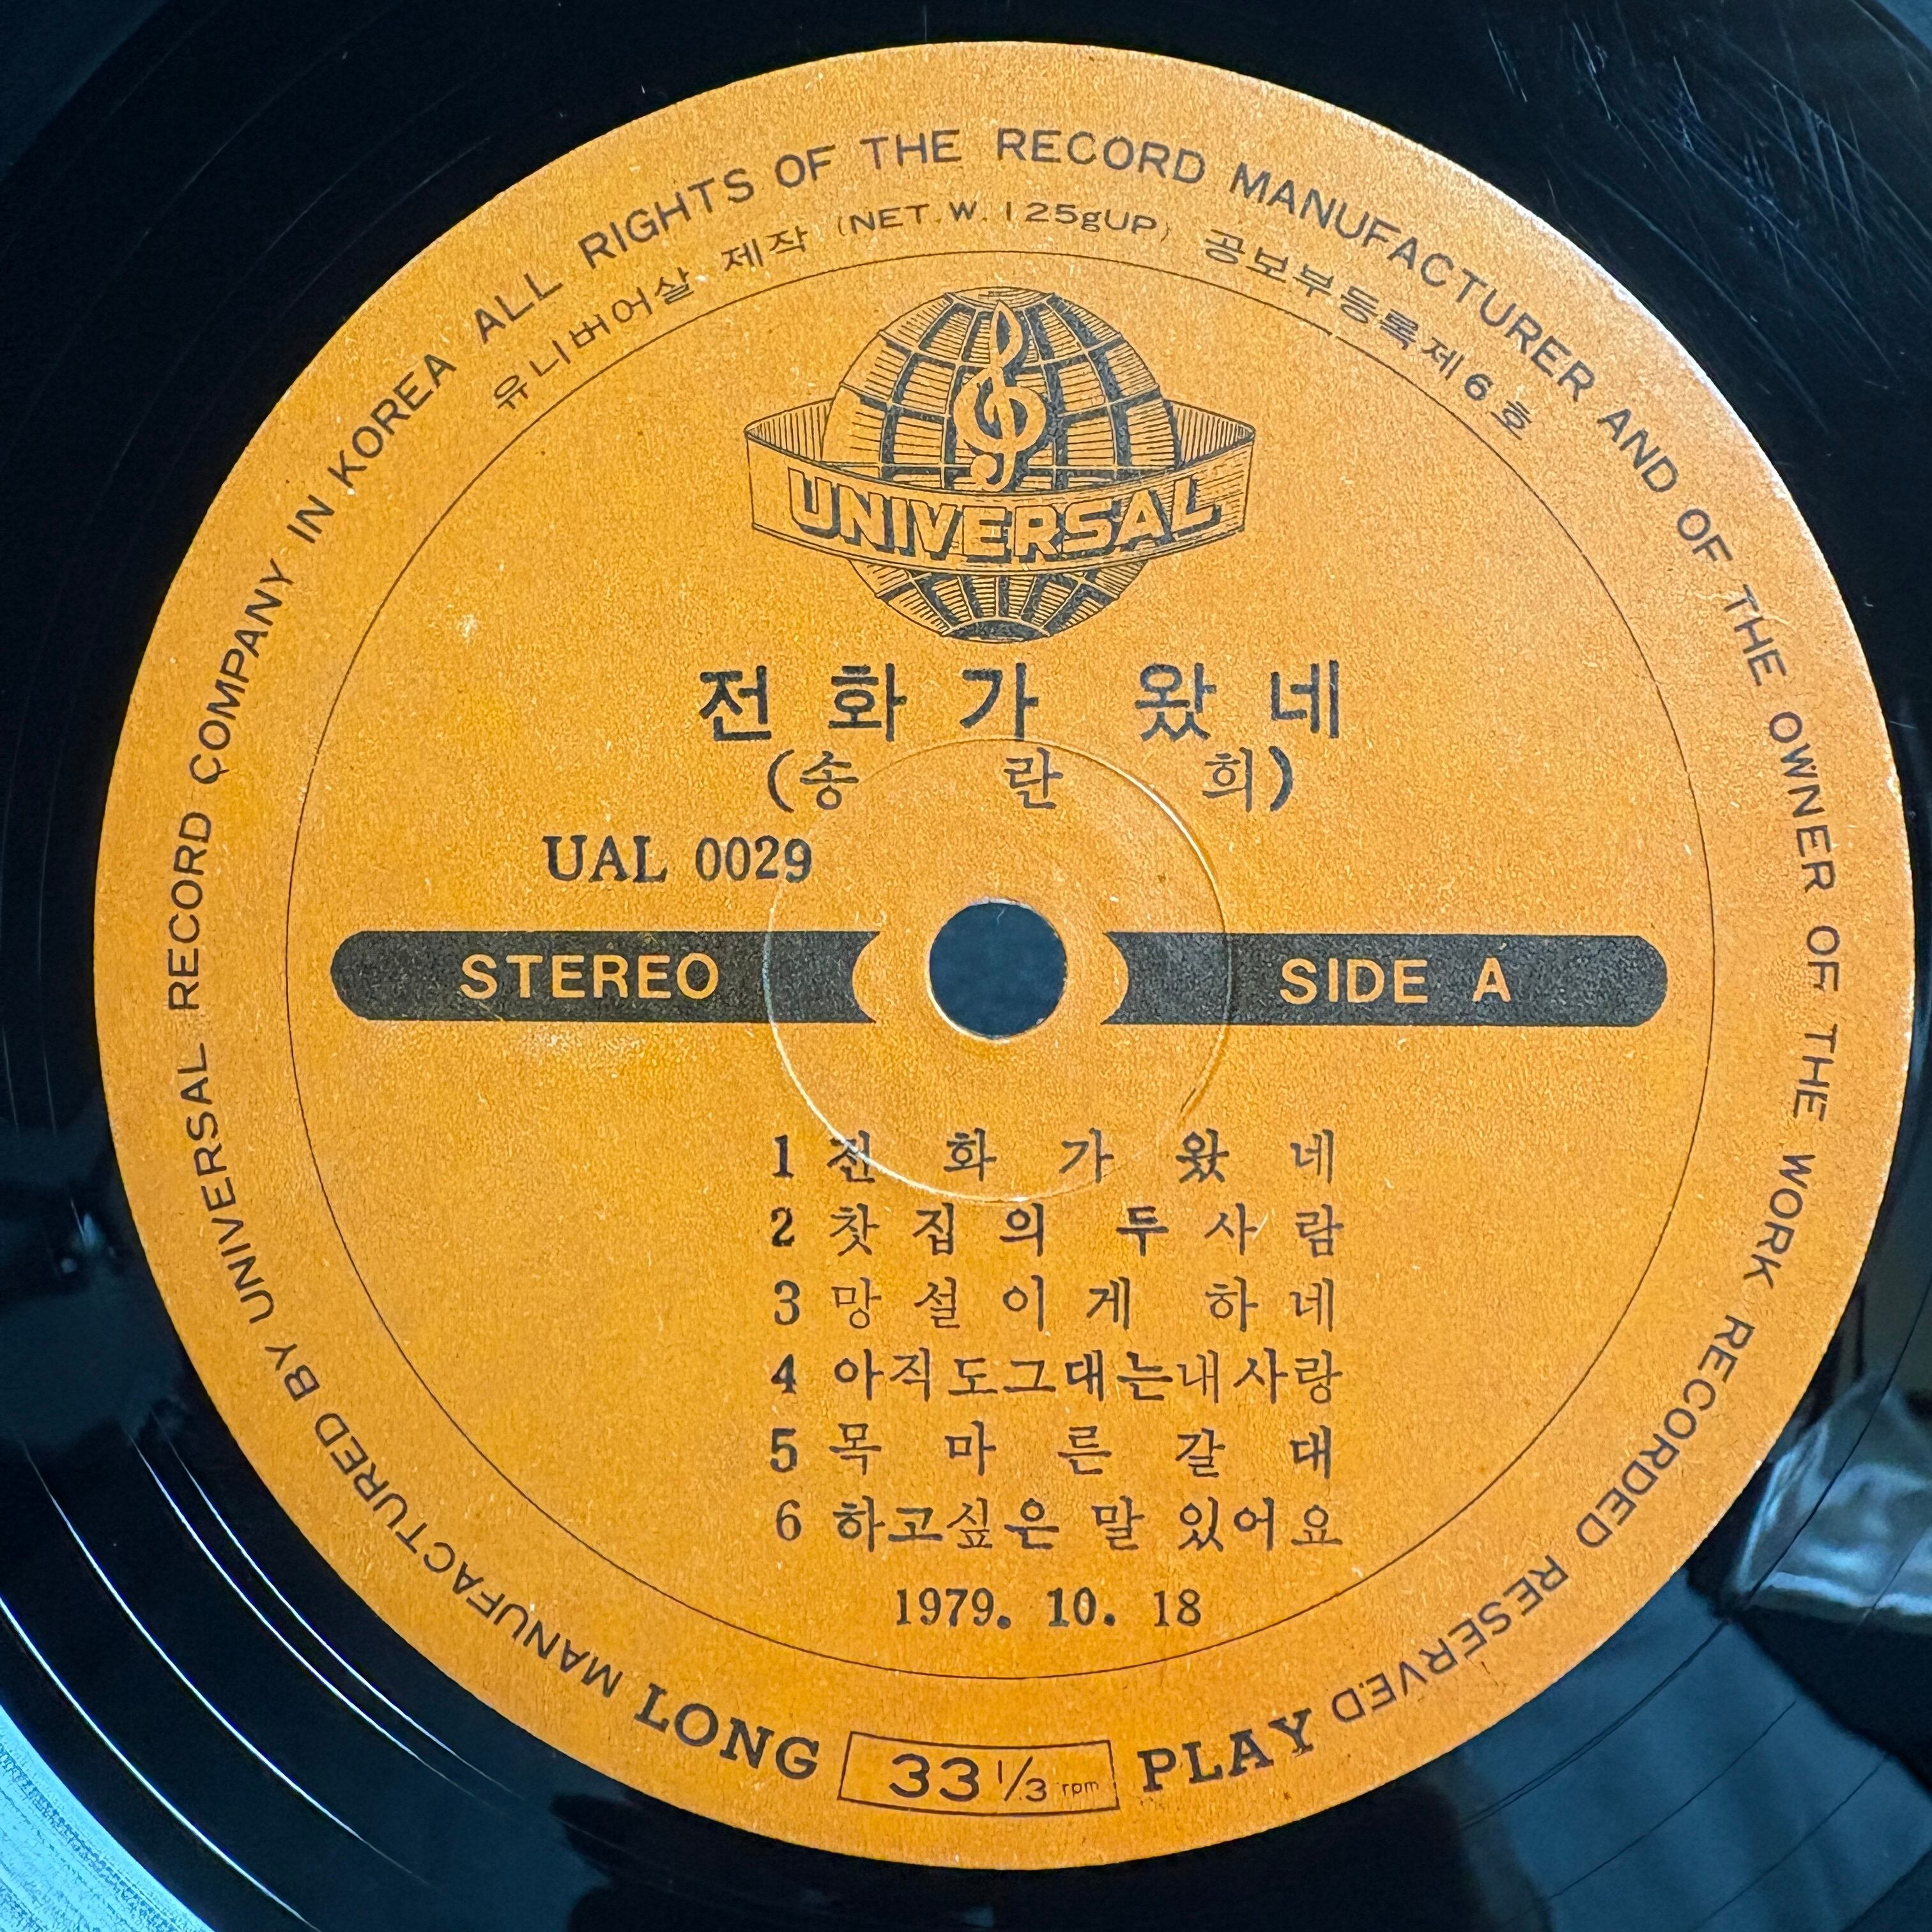 MANUFACTURED BY UNIVERSAL RECORD COMPANY IN KOREA ALL RIGHTS OF THE RECORD MANUFACTURER AND OF THE OWNER OF THE WORK RECORDED RESERVED
유니버어살 제작 (NET.W. 125gUP) 공보부등록제6호
UNIVERSAL
전화가 왔네
(송란희)
UAL 0029
STEREO SIDE A
1 전화가왔네
2 찻집의 두사람
3 망설이게 하네
4 아직도그대는내사랑
5 목마른갈대
6 하고싶은 말 있어요
1979. 10. 18
LONG 33 1/3 rpm PLAY